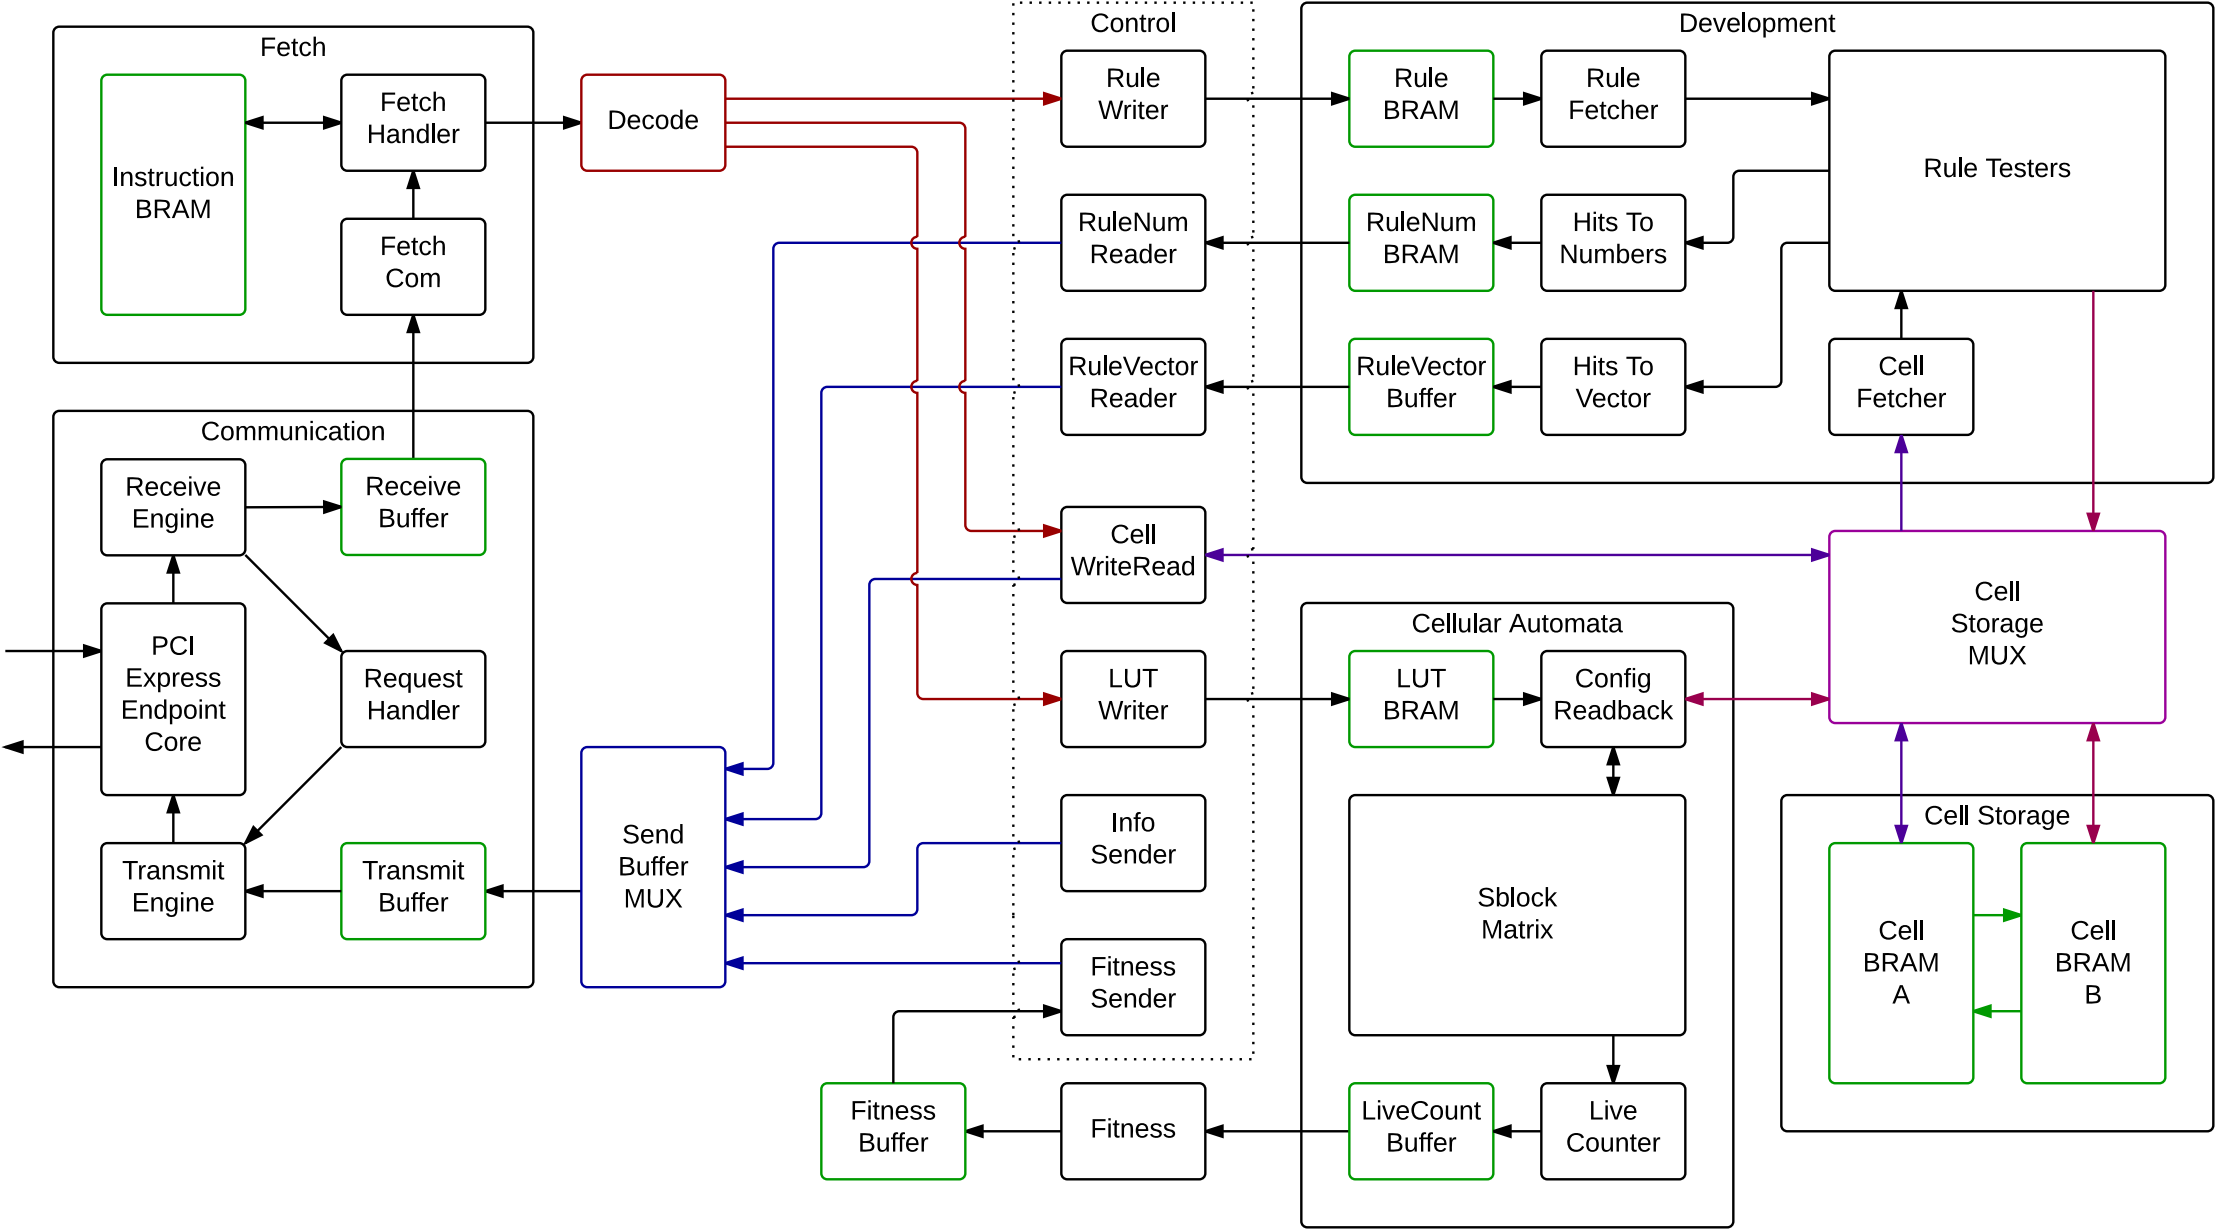 Fetch
Instruction
BRAM
Fetch
Handler
Fetch
Com
Decode
Communication
Receive
Engine
Receive
Buffer
PCI
Express
Endpoint
Core
Request
Handler
Transmit
Engine
Transmit
Buffer
Send
Buffer
MUX
Control
Rule
Writer
RuleNum
Reader
RuleVector
Reader
Cell
WriteRead
LUT
Writer
Info
Sender
Fitness
Sender
Fitness
Buffer
Fitness
Development
Rule
BRAM
Rule
Fetcher
Rule Testers
RuleNum
BRAM
Hits To
Numbers
RuleVector
Buffer
Hits To
Vector
Cell
Fetcher
Cellular Automata
LUT
BRAM
Config
Readback
Sblock
Matrix
LiveCount
Buffer
Live
Counter
Cell
Storage
MUX
Cell Storage
Cell
BRAM
A
Cell
BRAM
B